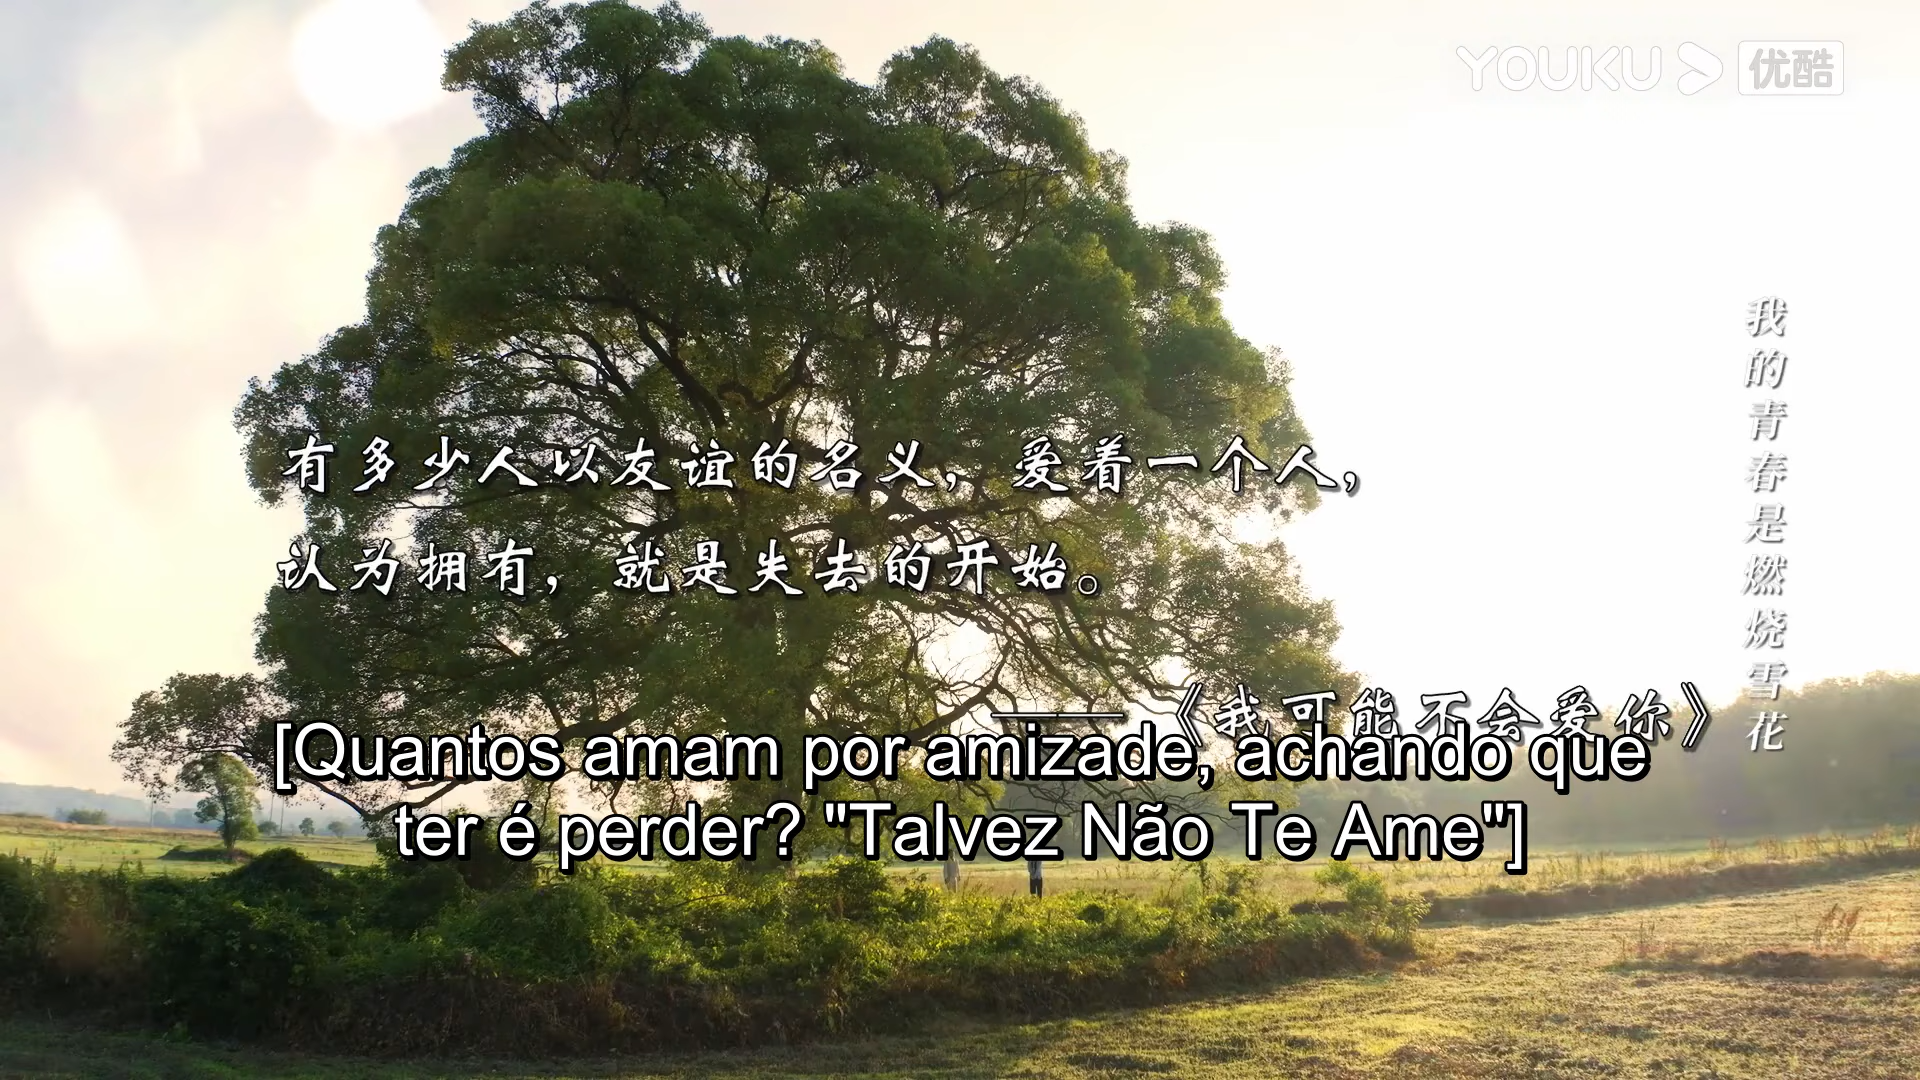 YOUKU 优酷
我的青春是燃烧雪花
有多少人以友谊的名义，爱着一个人，
认为拥有，就是失去的开始。
——《我可能不会爱你》
[Quantos amam por amizade, achando que
ter é perder? "Talvez Não Te Ame"]